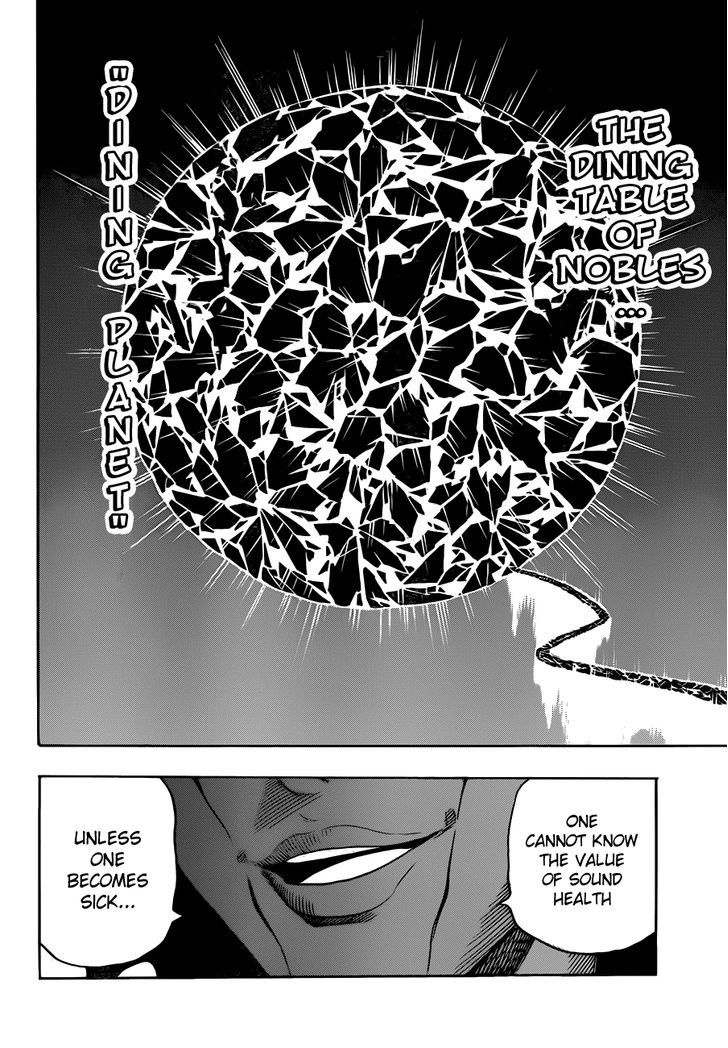 THE
DINING
TABLE
OF
NOBLES
...
"DINING PLANET"
ONE
CANNOT KNOW
THE VALUE
OF SOUND
HEALTH
UNLESS
ONE
BECOMES
SICK...